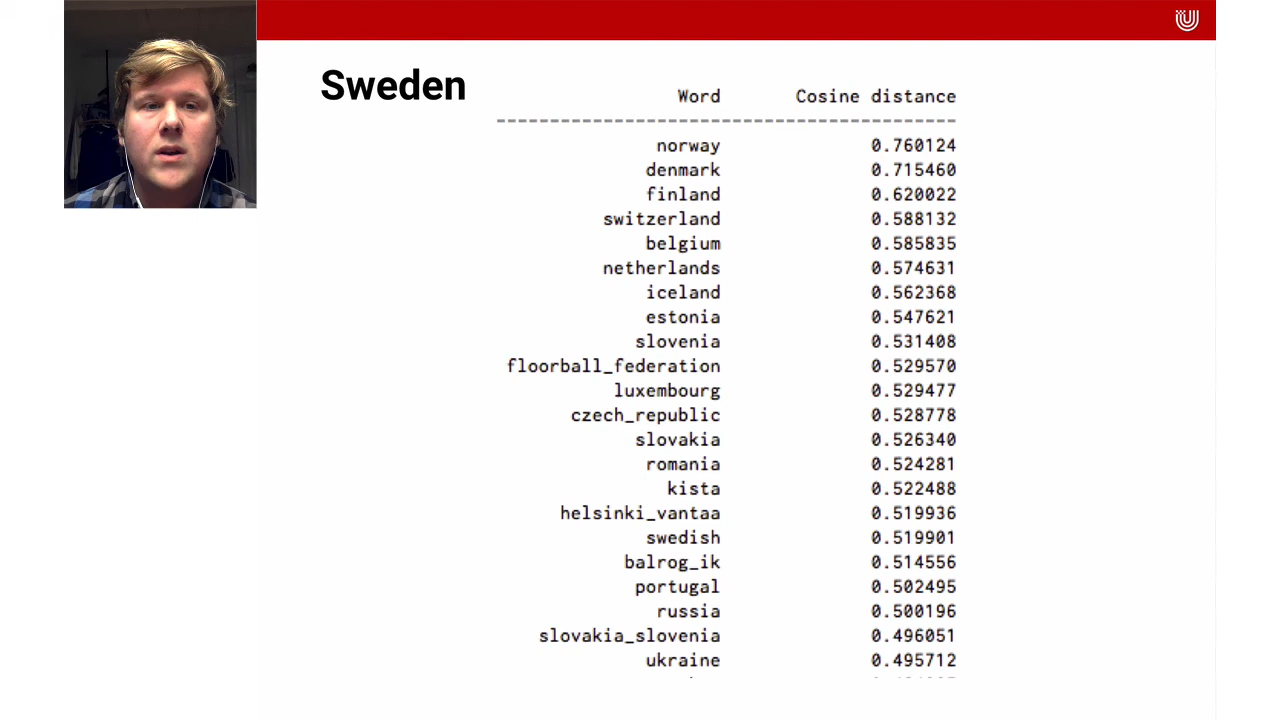 Sweden
Word Cosine distance
norway 0.760124
denmark 0.715460
finland 0.620022
switzerland 0.588132
belgium 0.585835
netherlands 0.574631
iceland 0.562368
estonia 0.547621
slovenia 0.531408
floorball_federation 0.529570
luxembourg 0.529477
czech_republic 0.528778
slovakia 0.526340
romania 0.524281
kista 0.522488
helsinki_vantaa 0.519936
swedish 0.519901
balrog_ik 0.514556
portugal 0.502495
russia 0.500196
slovakia_slovenia 0.496051
ukraine 0.495712